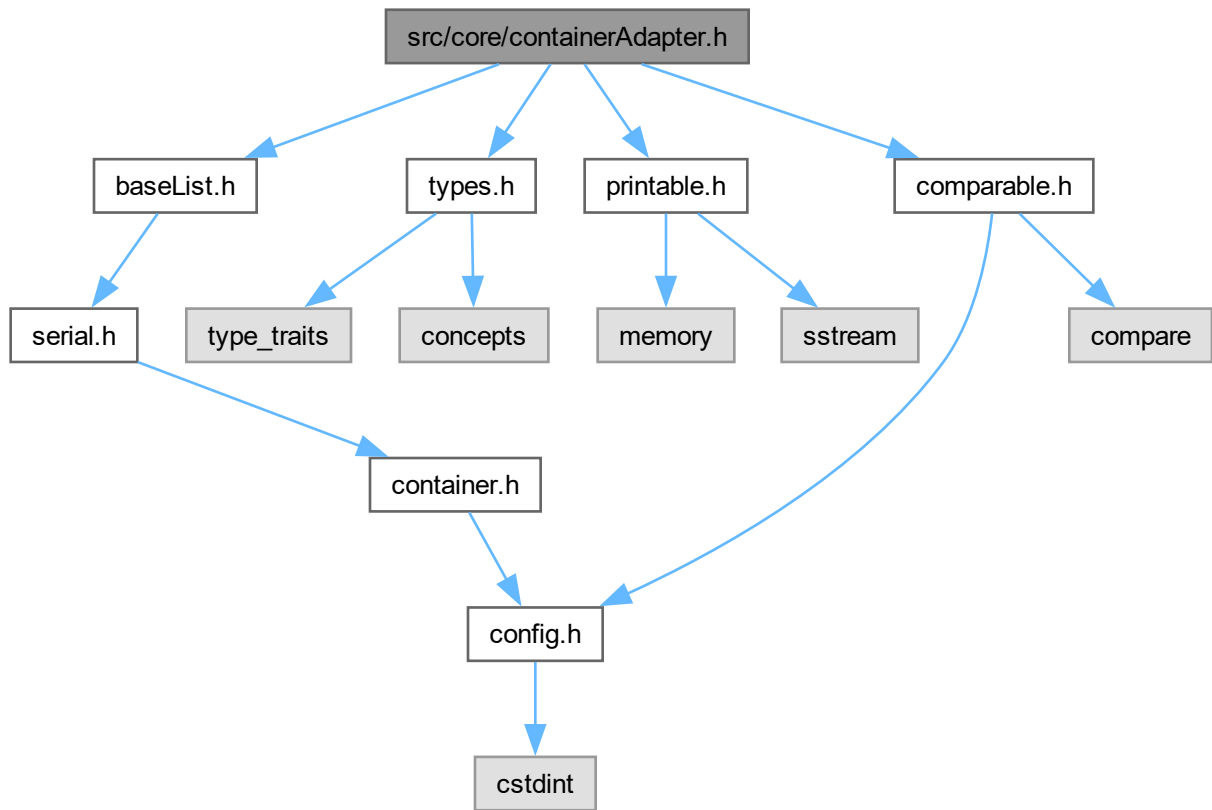 src/core/containerAdapter.h
baseList.h
types.h
printable.h
comparable.h
serial.h
type_traits
concepts
memory
sstream
compare
container.h
config.h
cstdint